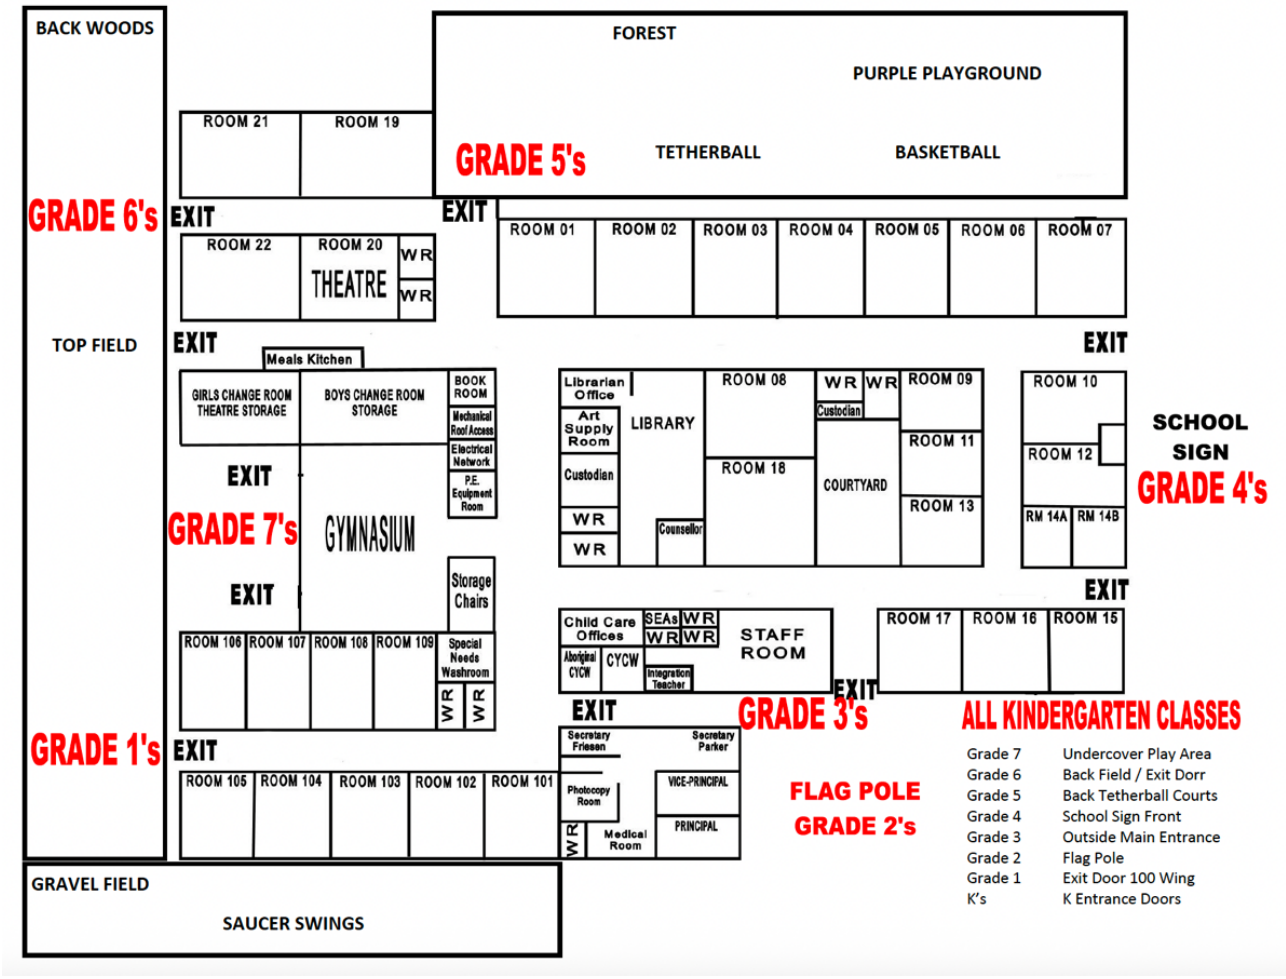 BACK WOODS
FOREST
PURPLE PLAYGROUND
ROOM 21
ROOM 19
GRADE 5's
TETHERBALL
BASKETBALL
GRADE 6's
EXIT
EXIT
ROOM 01
ROOM 02
ROOM 03
ROOM 04
ROOM 05
ROOM 06
ROOM 07
ROOM 22
ROOM 20
THEATRE
WR
WR
TOP FIELD
EXIT
EXIT
Meals Kitchen
GIRLS CHANGE ROOM
THEATRE STORAGE
BOYS CHANGE ROOM
STORAGE
BOOK
ROOM
Mechanical
Roof Access
Electrical
Network
P.E.
Equipment
Room
EXIT
GRADE 7's
GYMNASIUM
EXIT
Storage
Chairs
Librarian
Office
Art
Supply
Room
Custodian
WR
WR
LIBRARY
Counsellor
ROOM 08
ROOM 18
WR
WR
Custodian
COURTYARD
ROOM 09
ROOM 11
ROOM 13
ROOM 10
ROOM 12
RM 14A
RM 14B
SCHOOL
SIGN
GRADE 4's
EXIT
ROOM 106
ROOM 107
ROOM 108
ROOM 109
Special
Needs
Washroom
WR
WR
Child Care
Offices
SEAs
WR
WR
WR
Aboriginal
CYCW
CYCW
Integration
Teacher
STAFF
ROOM
ROOM 17
ROOM 16
ROOM 15
EXIT
EXIT
GRADE 3's
ALL KINDERGARTEN CLASSES
GRADE 1's
EXIT
ROOM 105
ROOM 104
ROOM 103
ROOM 102
ROOM 101
Secretary
Friesen
Secretary
Parker
Photocopy
Room
VICE-PRINCIPAL
PRINCIPAL
WR
Medical
Room
FLAG POLE
GRADE 2's
Grade 7 Undercover Play Area
Grade 6 Back Field / Exit Dorr
Grade 5 Back Tetherball Courts
Grade 4 School Sign Front
Grade 3 Outside Main Entrance
Grade 2 Flag Pole
Grade 1 Exit Door 100 Wing
K's K Entrance Doors
GRAVEL FIELD
SAUCER SWINGS